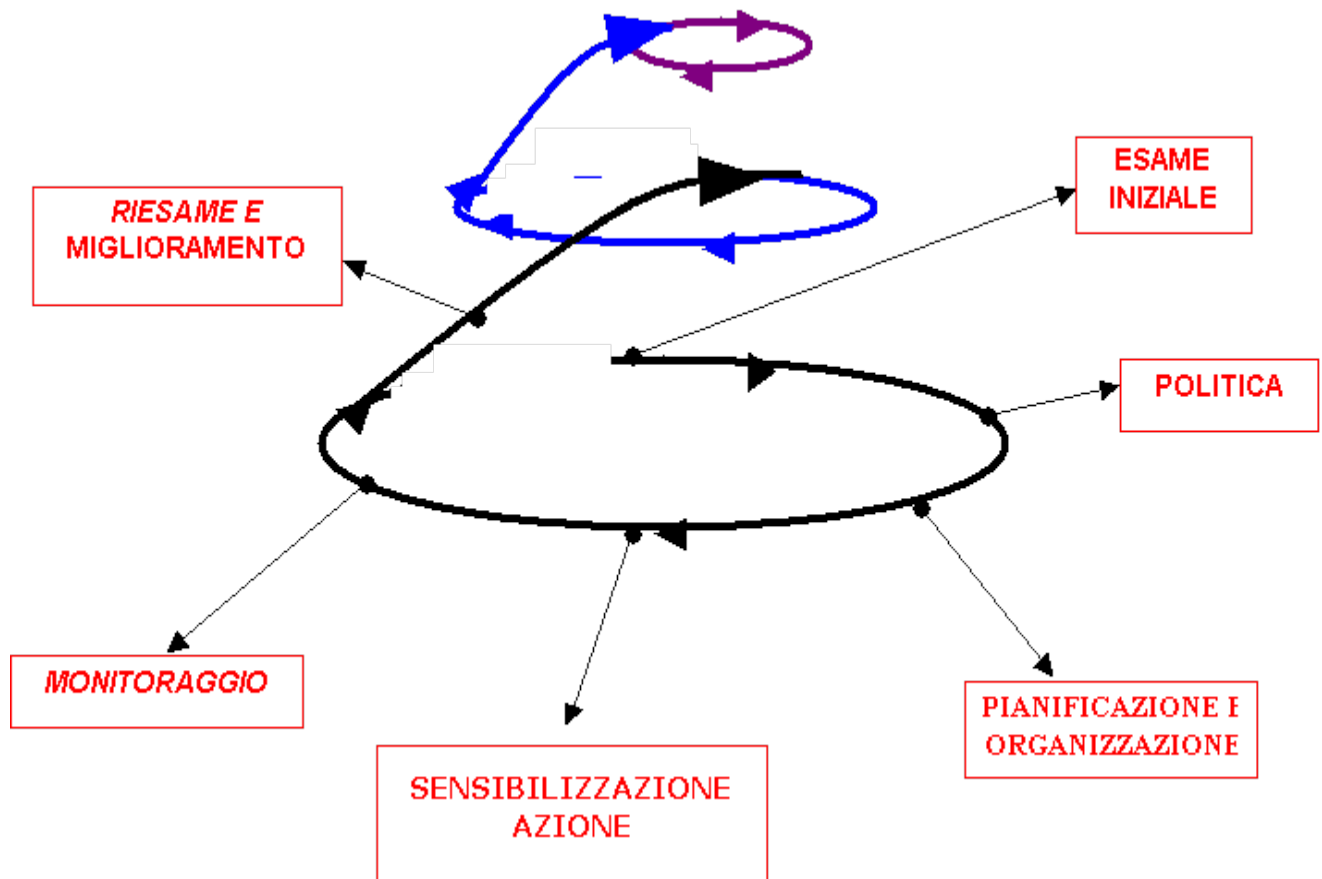 ESAME
INIZIALE
RIESAME E
MIGLIORAMENTO
POLITICA
MONITORAGGIO
PIANIFICAZIONE E
ORGANIZZAZIONE
SENSIBILIZZAZIONE
AZIONE